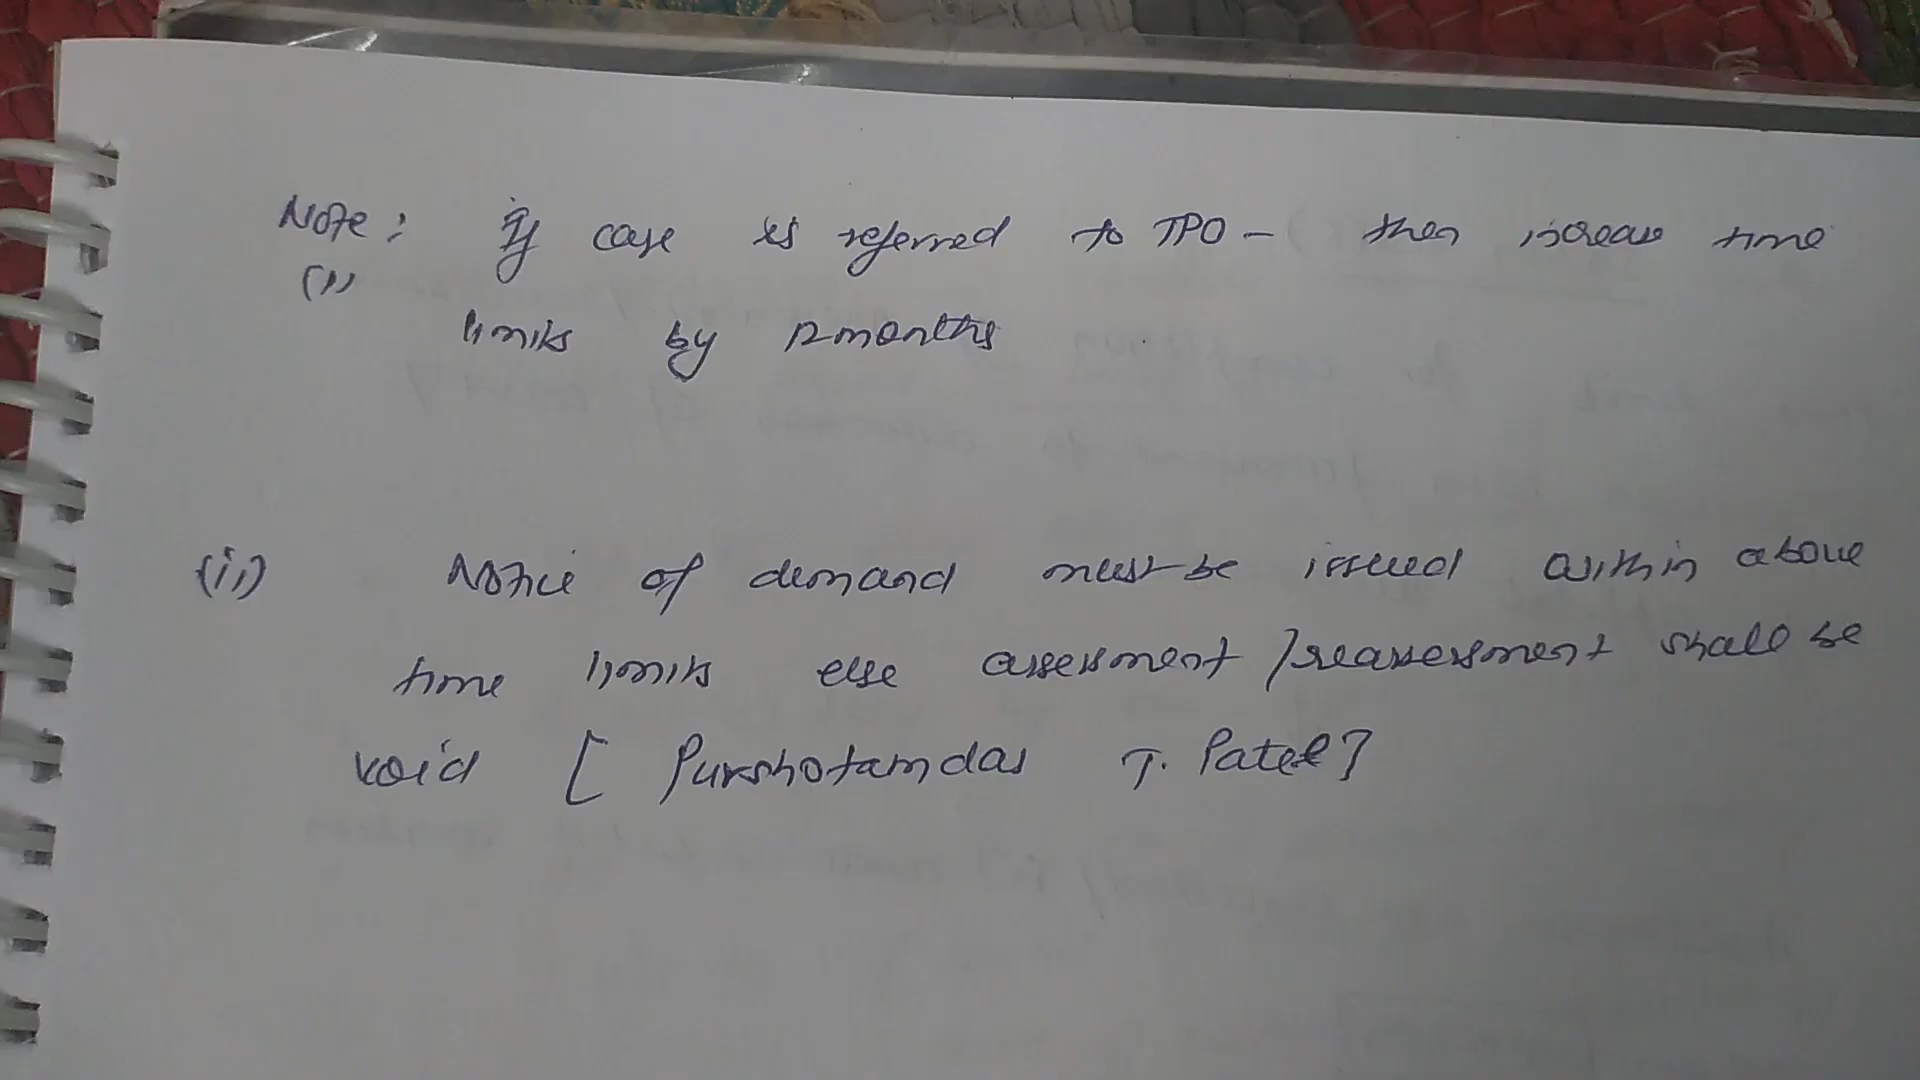 Note : If case is referred to TPO - then increase time
(i)
limits by 12 months
(ii) Notice of demand must be issued within above
time limits else assessment / reassessment shall be
void [ Purshotamdas T. Patel ]